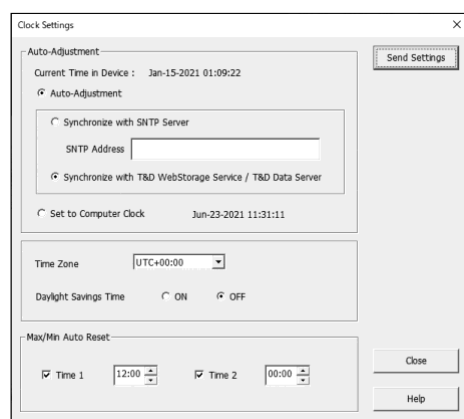 Clock Settings
Auto-Adjustment
Send Settings
Current Time in Device : Jan-15-2021 01:09:22
Auto-Adjustment
Synchronize with SNTP Server
SNTP Address
Synchronize with T&D WebStorage Service / T&D Data Server
Set to Computer Clock Jun-23-2021 11:31:11
Time Zone UTC+00:00
Daylight Savings Time ON OFF
Max/Min Auto Reset
Time 1 12:00 Time 2 00:00
Close
Help